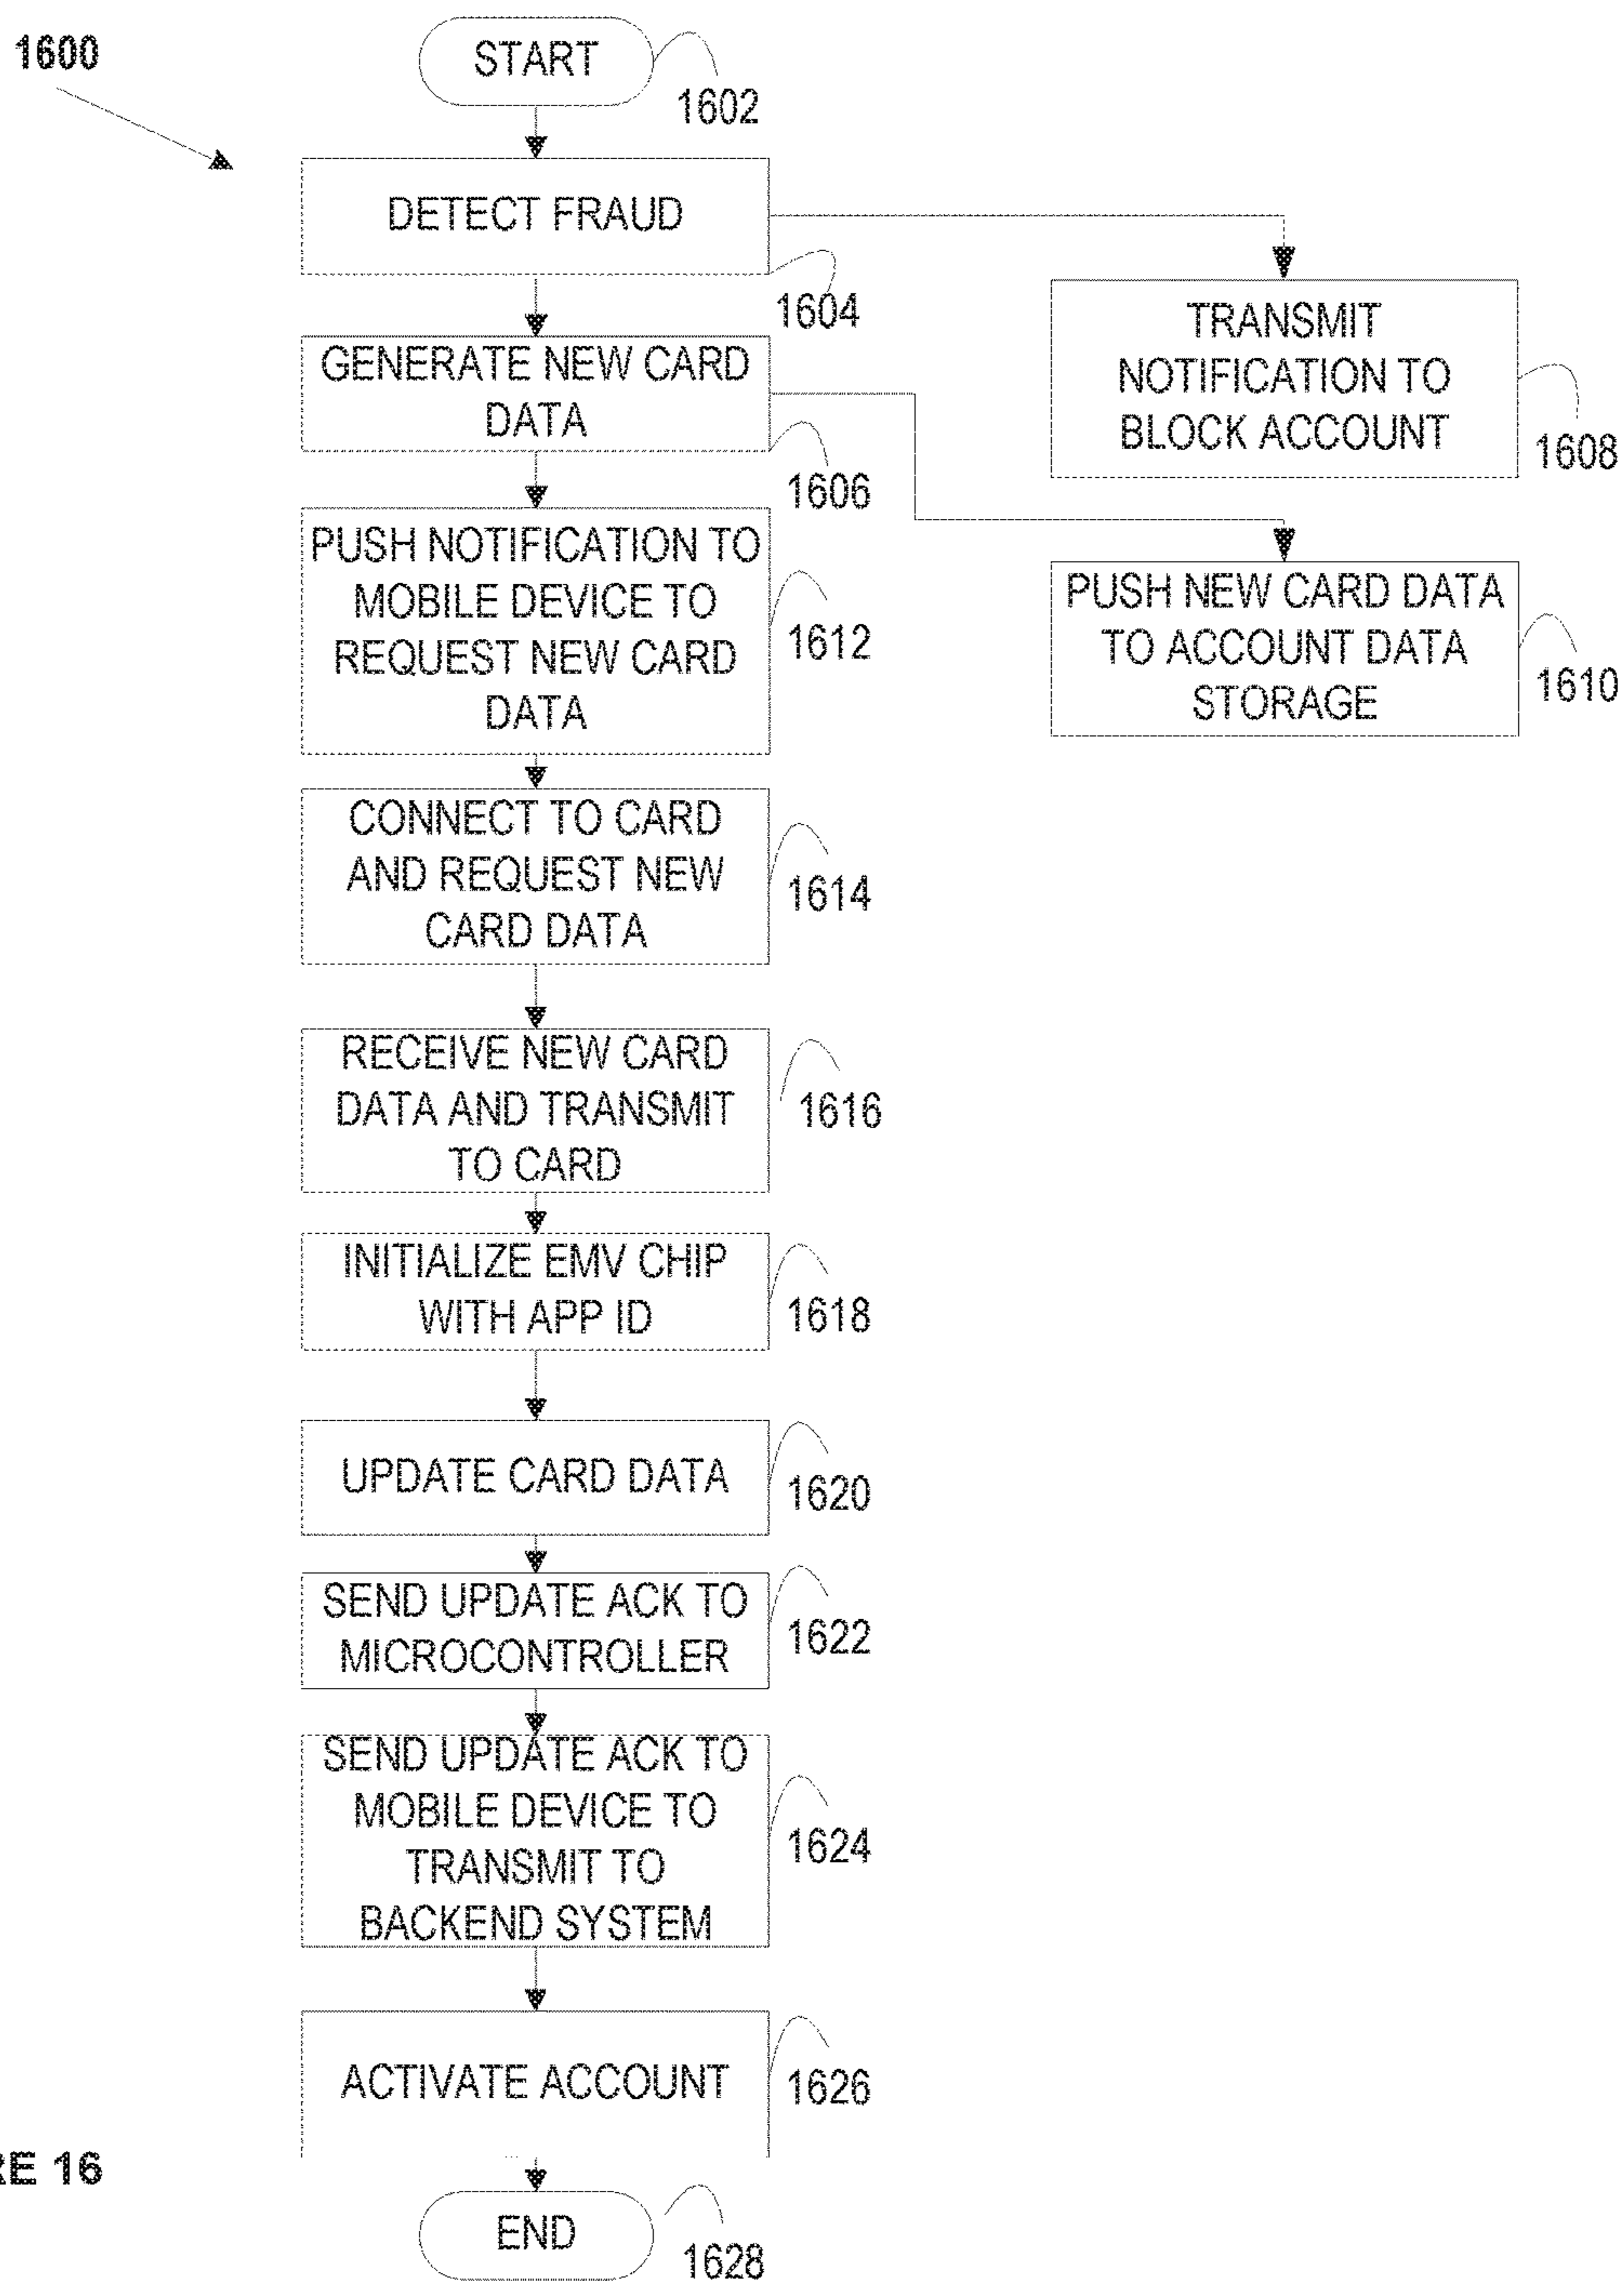 1600
START
1602
DETECT FRAUD
1604
TRANSMIT
NOTIFICATION TO
BLOCK ACCOUNT
1608
GENERATE NEW CARD
DATA
1606
PUSH NOTIFICATION TO
MOBILE DEVICE TO
REQUEST NEW CARD
DATA
1612
PUSH NEW CARD DATA
TO ACCOUNT DATA
STORAGE
1610
CONNECT TO CARD
AND REQUEST NEW
CARD DATA
1614
RECEIVE NEW CARD
DATA AND TRANSMIT
TO CARD
1616
INITIALIZE EMV CHIP
WITH APP ID
1618
UPDATE CARD DATA
1620
SEND UPDATE ACK TO
MICROCONTROLLER
1622
SEND UPDATE ACK TO
MOBILE DEVICE TO
TRANSMIT TO
BACKEND SYSTEM
1624
ACTIVATE ACCOUNT
1626
RE 16
END
1628